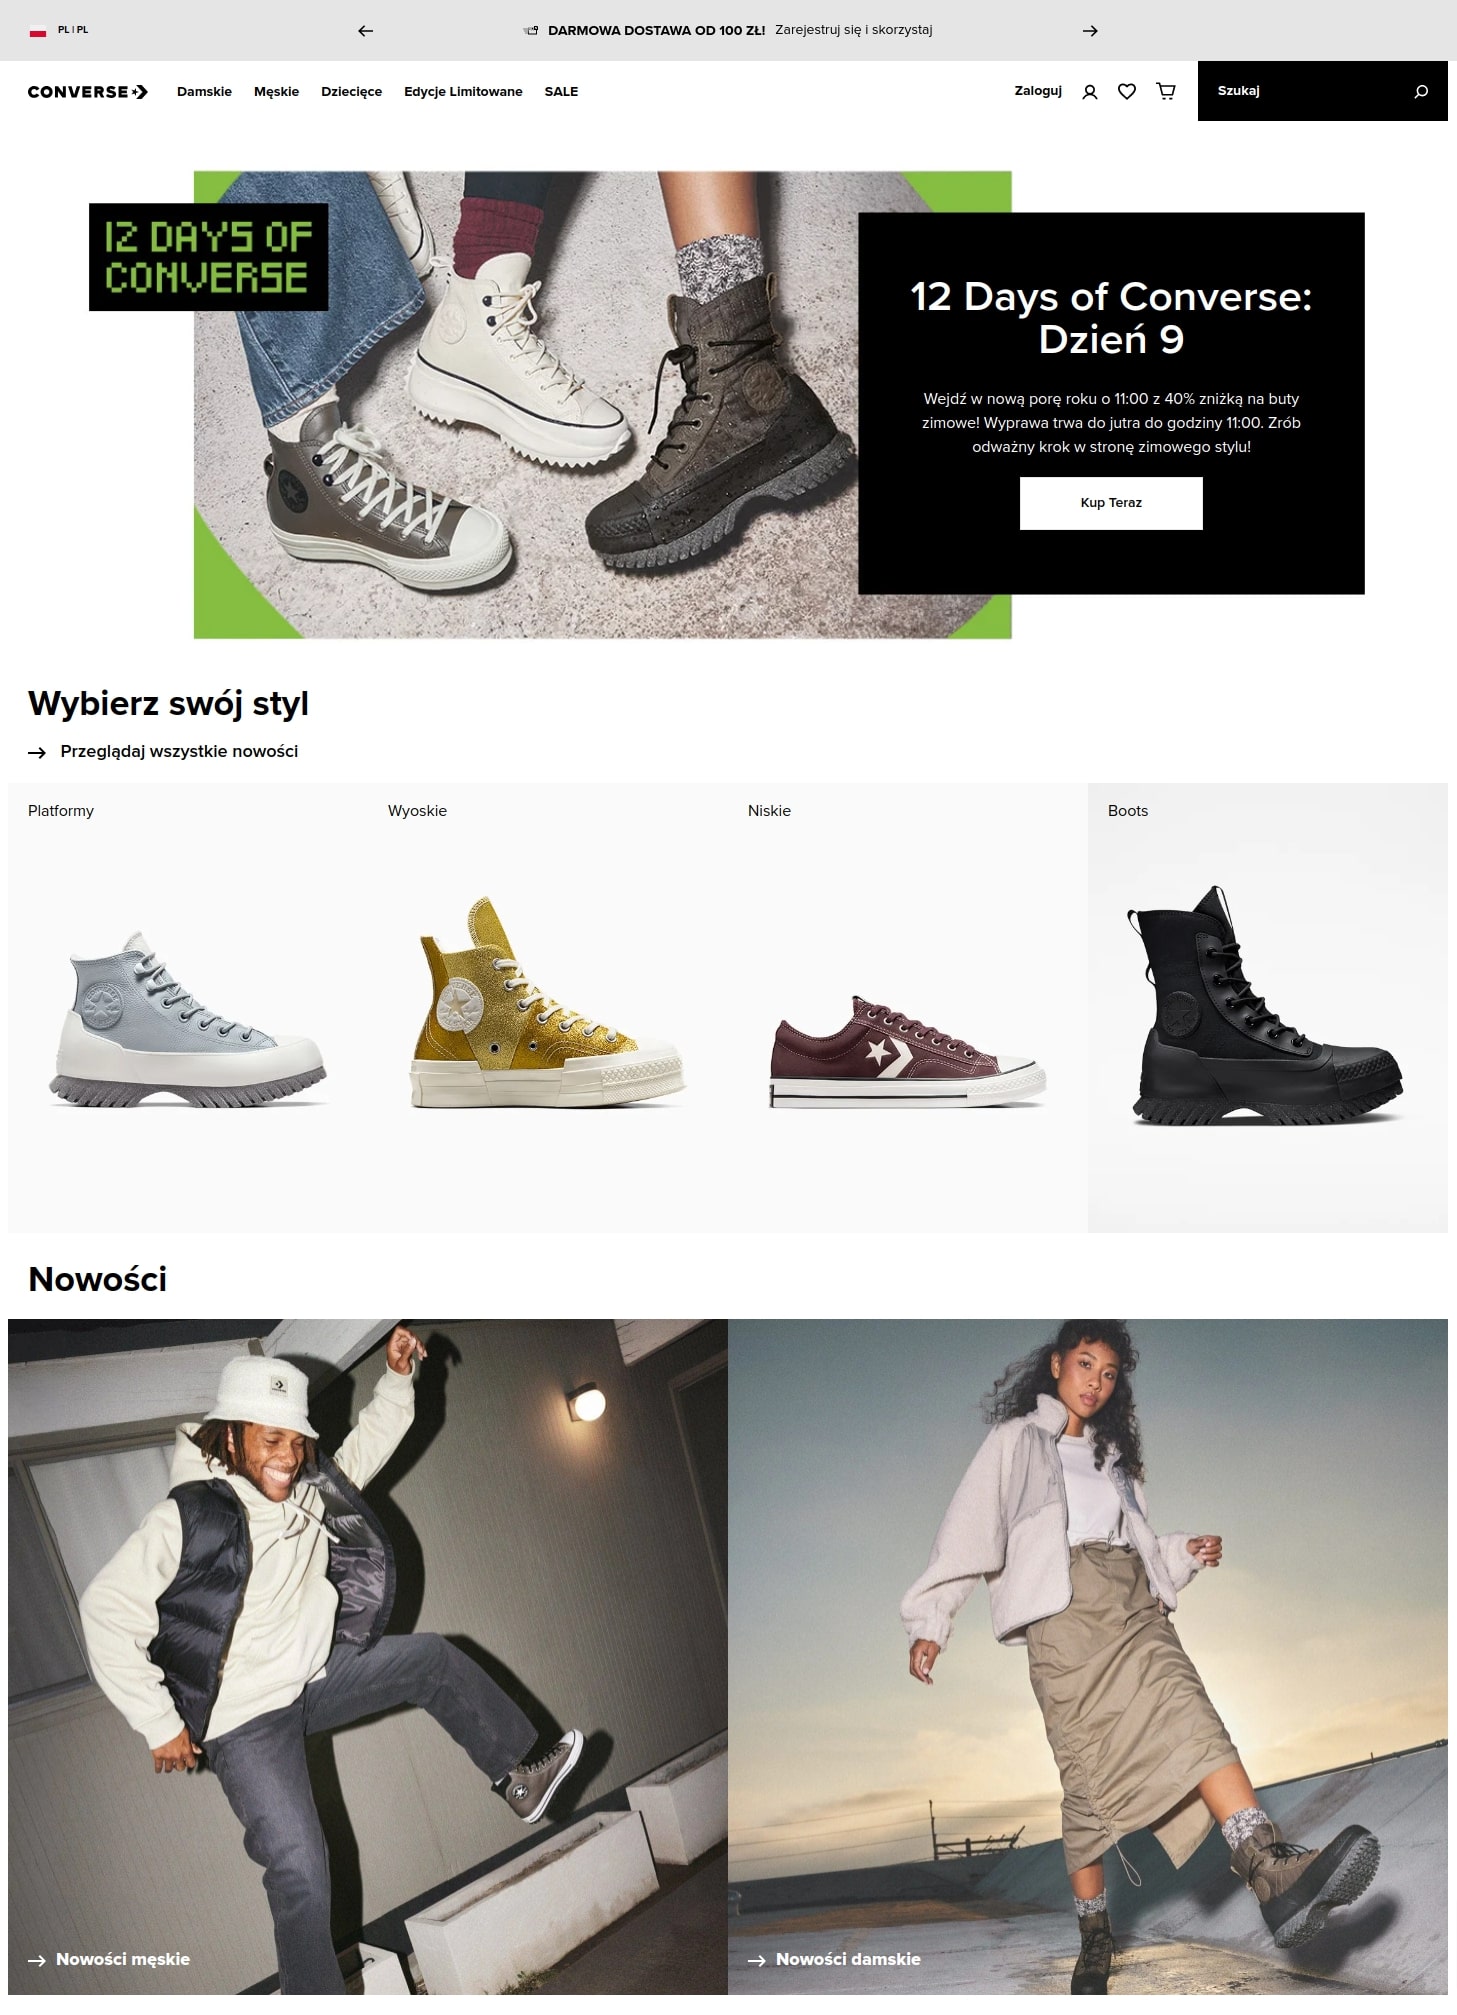 PL | PL
DARMOWA DOSTAWA OD 100 ZŁ! Zarejestruj się i skorzystaj
CONVERSE
Damskie
Męskie
Dziecięce
Edycje Limitowane
SALE
Zaloguj
Szukaj
12 DAYS OF
CONVERSE
12 Days of Converse:
Dzień 9
Wejdź w nową porę roku o 11:00 z 40% zniżką na buty
zimowe! Wyprawa trwa do jutra do godziny 11:00. Zrób
odważny krok w stronę zimowego stylu!
Kup Teraz
Wybierz swój styl
Przeglądaj wszystkie nowości
Platformy
Wyoskie
Niskie
Boots
Nowości
Nowości męskie
Nowości damskie